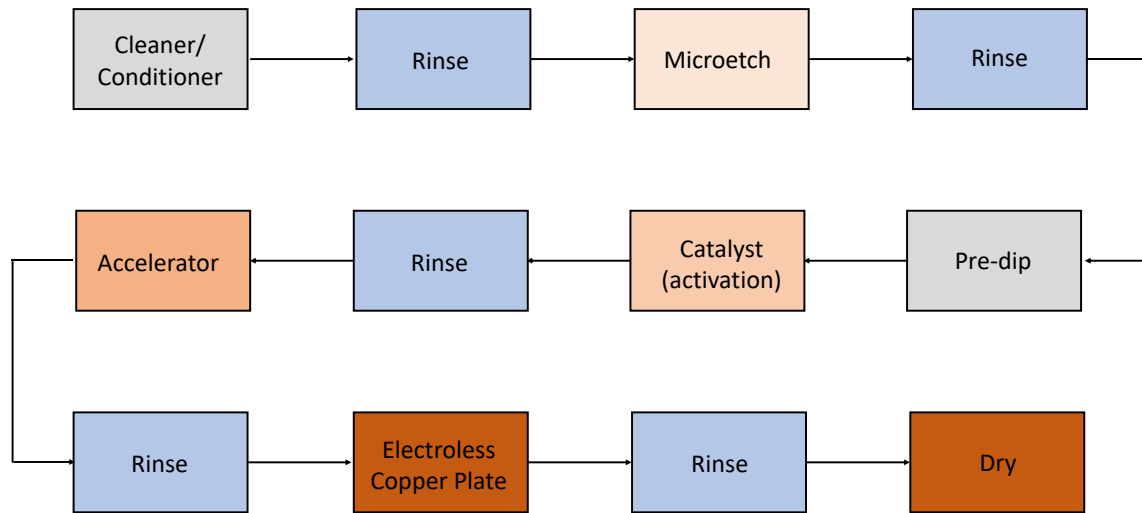 Cleaner/
Conditioner
Rinse
Microetch
Rinse
Pre-dip
Catalyst
(activation)
Rinse
Accelerator
Rinse
Electroless
Copper Plate
Rinse
Dry